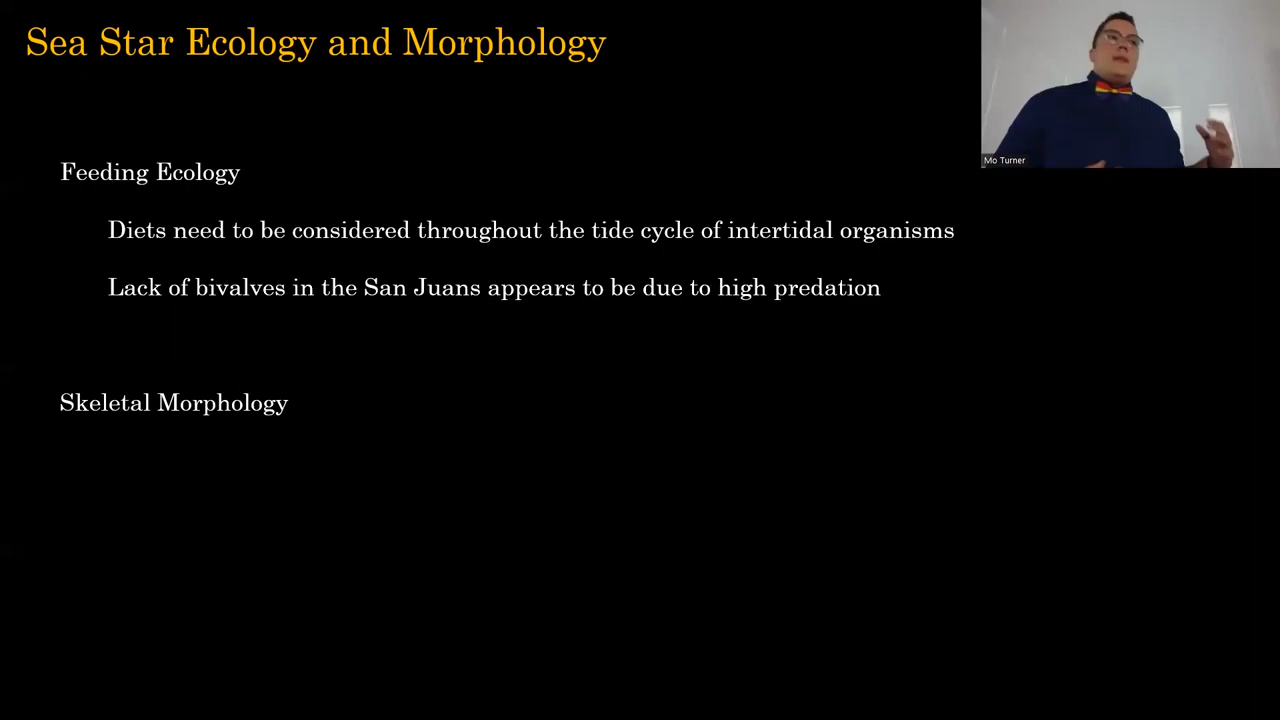 Sea Star Ecology and Morphology
Mo Turner
Feeding Ecology
Diets need to be considered throughout the tide cycle of intertidal organisms
Lack of bivalves in the San Juans appears to be due to high predation
Skeletal Morphology